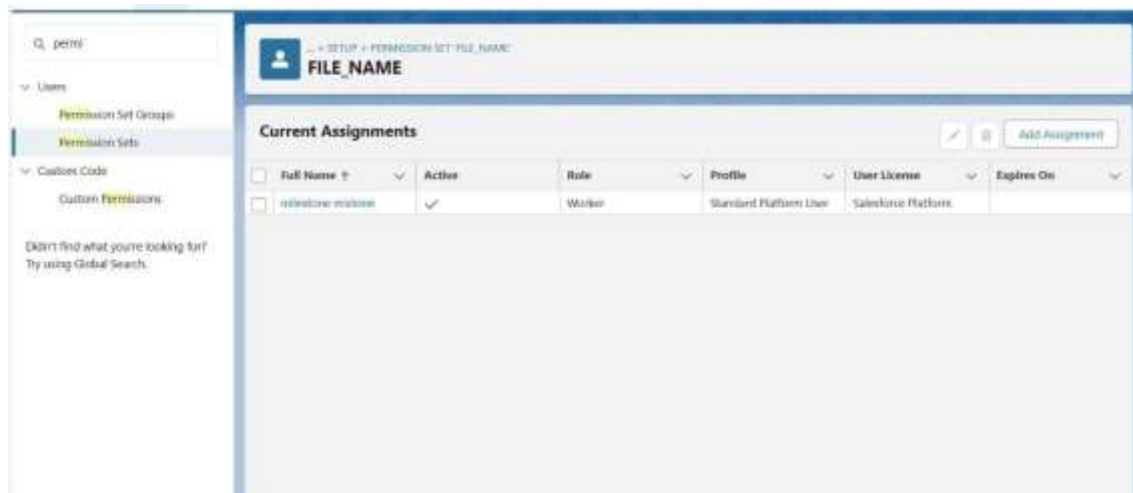 permi
Users
Permission Set Groups
Permission Sets
Custom Code
Custom Permissions
Didn't find what you're looking for?
Try using Global Search.
... > SETUP > PERMISSION SET 'FILE_NAME'
FILE_NAME
Current Assignments
Add Assignment
Full Name ↑ Active Role Profile User License Expires On
Worker Standard Platform User Salesforce Platform